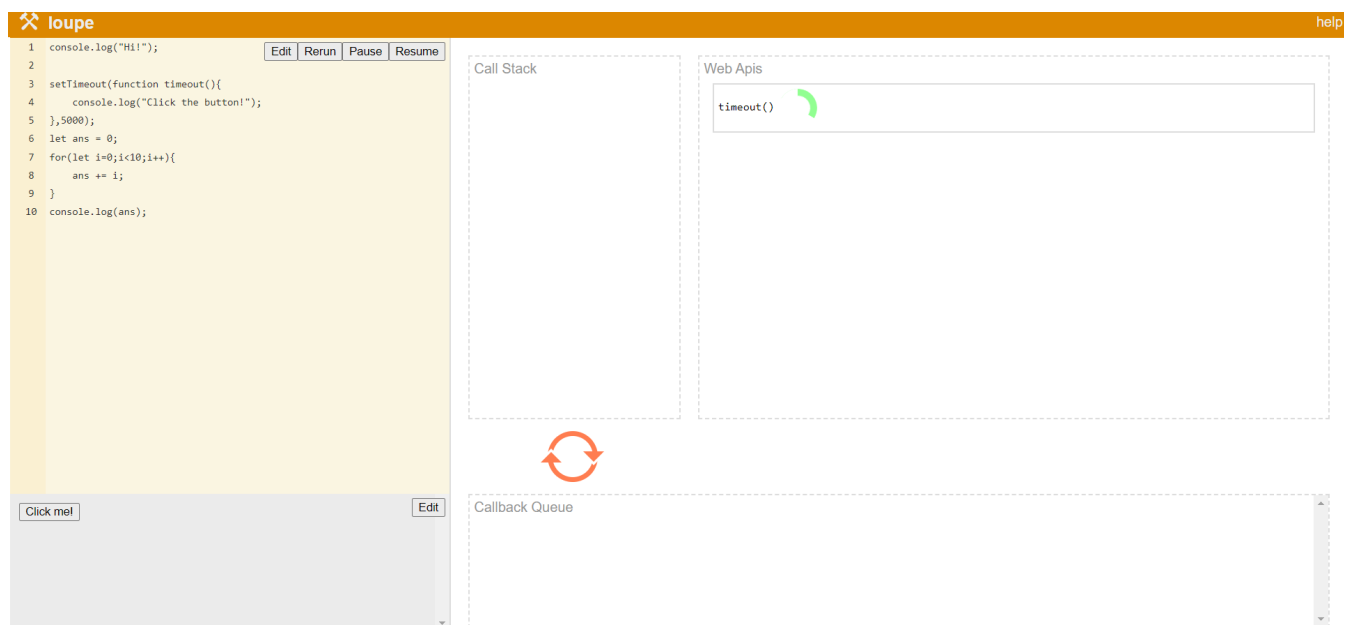 loupe
help
Edit Rerun Pause Resume
1 console.log("Hi!");
2
3 setTimeout(function timeout(){
4     console.log("Click the button!");
5 },5000);
6 let ans = 0;
7 for(let i=0;i<10;i++){
8     ans += i;
9 }
10 console.log(ans);
Call Stack
Web Apis
timeout()
Click me!
Edit
Callback Queue